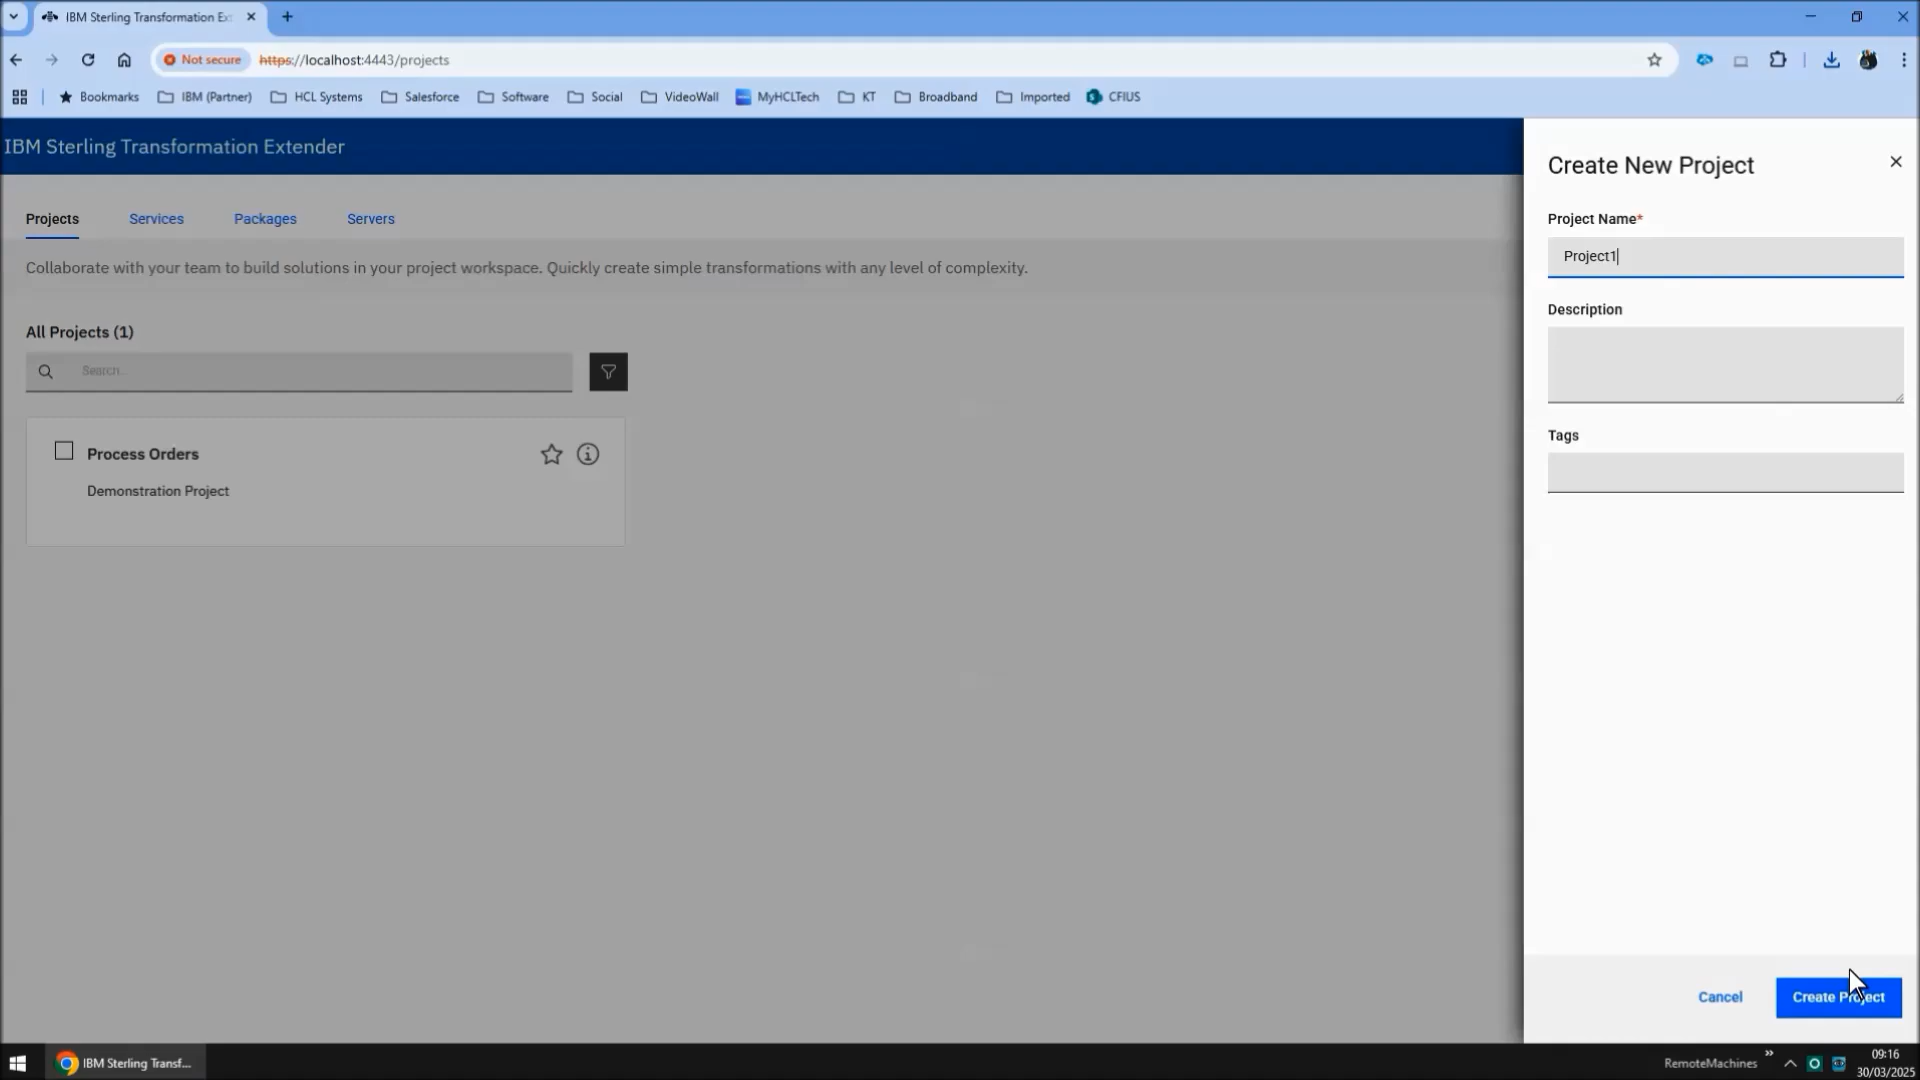 IBM Sterling Transformation Ex
Not secure https://localhost:4443/projects
Bookmarks IBM (Partner) HCL Systems Salesforce Software Social VideoWall MyHCLTech KT Broadband Imported CFIUS
IBM Sterling Transformation Extender
Projects Services Packages Servers
Collaborate with your team to build solutions in your project workspace. Quickly create simple transformations with any level of complexity.
All Projects (1)
Search...
Process Orders
Demonstration Project
Create New Project
Project Name*
Project1
Description
Tags
Cancel Create Project
IBM Sterling Transf...
RemoteMachines
09:16
30/03/2025